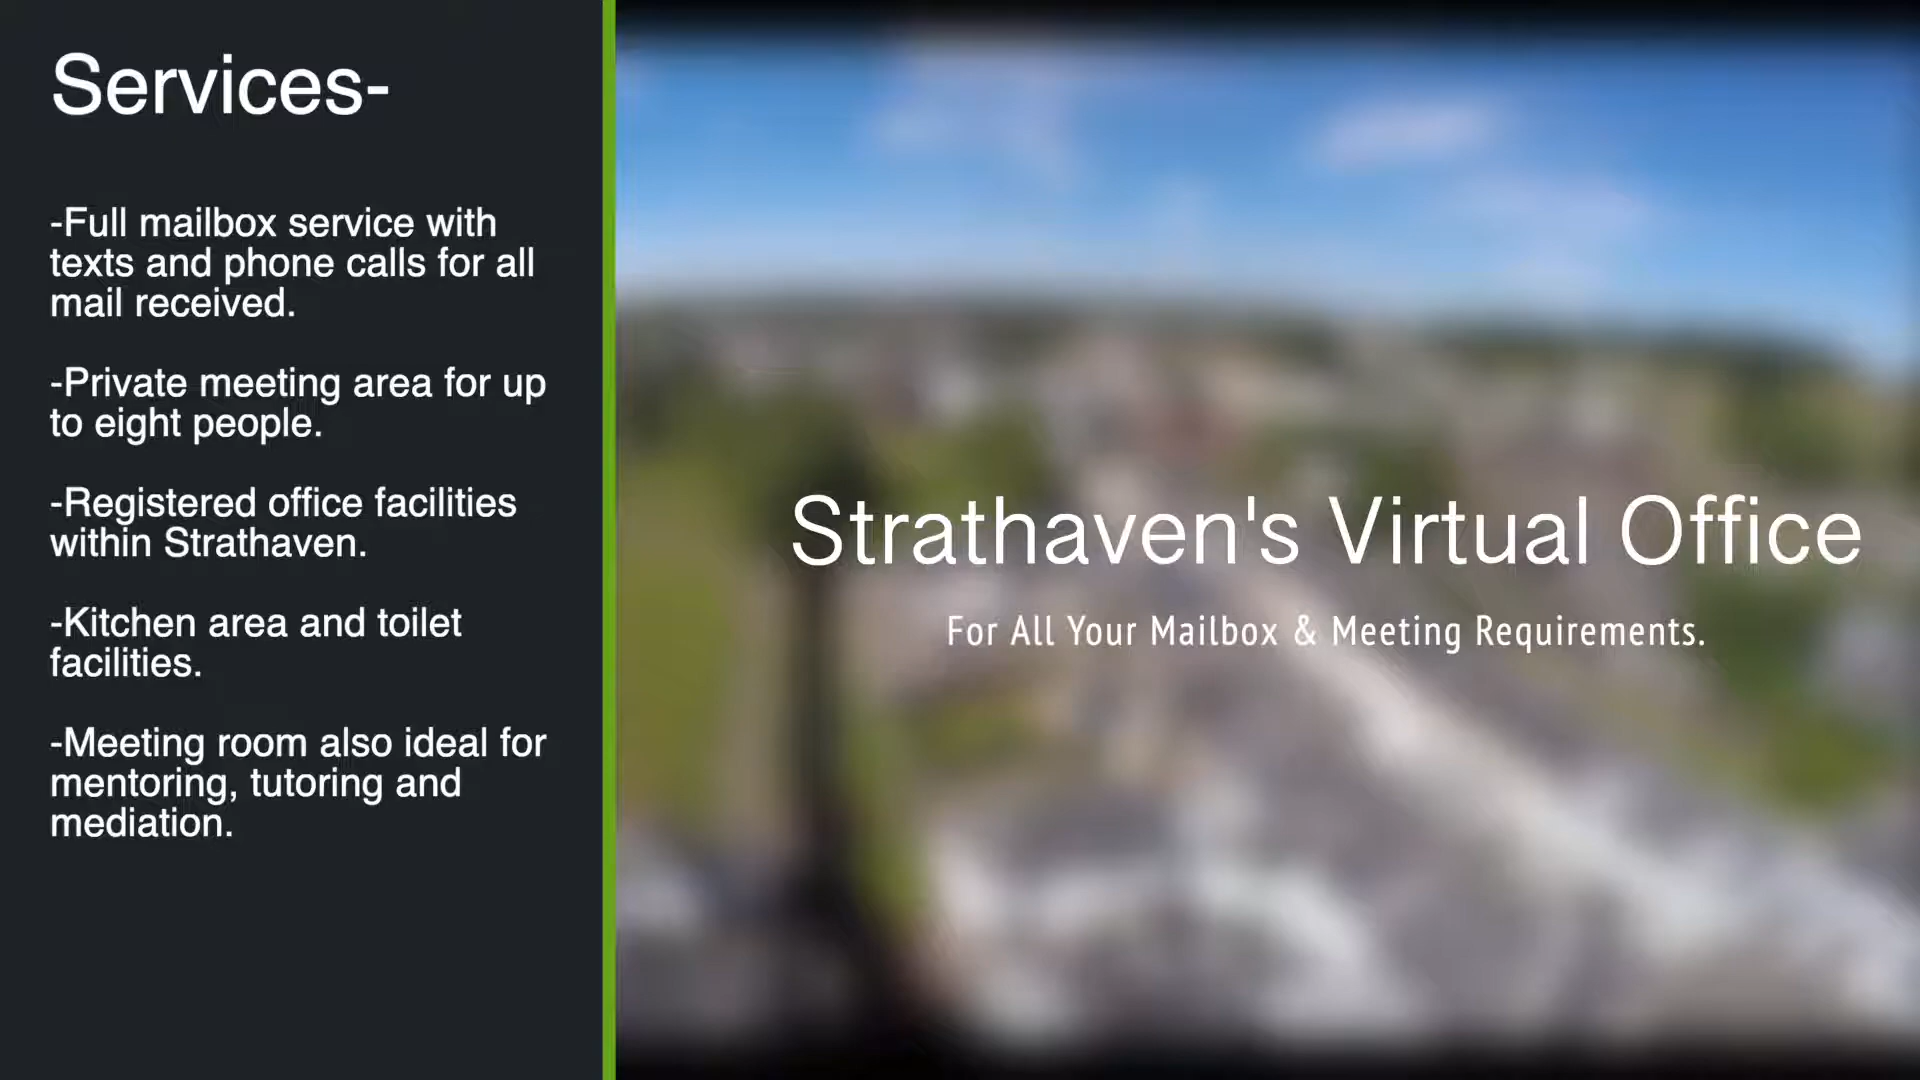 Services-
-Full mailbox service with
texts and phone calls for all
mail received.
-Private meeting area for up
to eight people.
-Registered office facilities
within Strathaven.
-Kitchen area and toilet
facilities.
-Meeting room also ideal for
mentoring, tutoring and
mediation.
Strathaven's Virtual Office
For All Your Mailbox & Meeting Requirements.